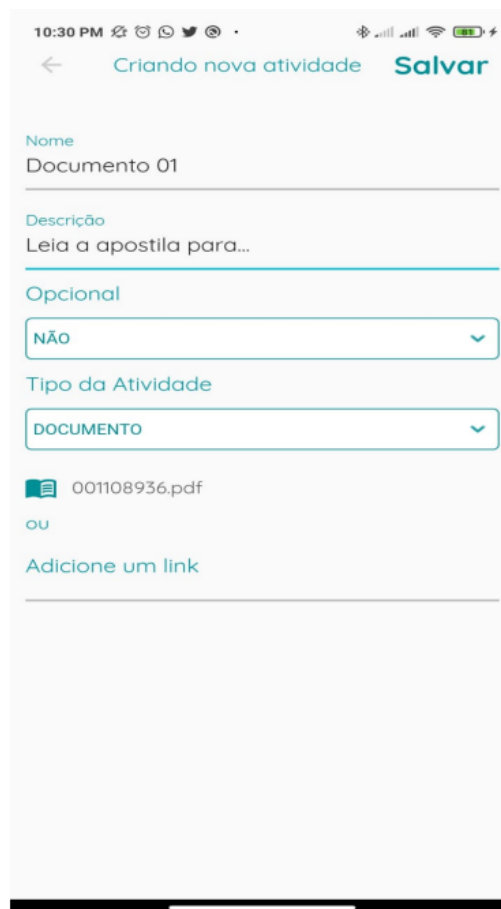 10:30 PM
81
Criando nova atividade
Salvar
Nome
Documento 01
Descrição
Leia a apostila para...
Opcional
NÃO
Tipo da Atividade
DOCUMENTO
001108936.pdf
ou
Adicione um link